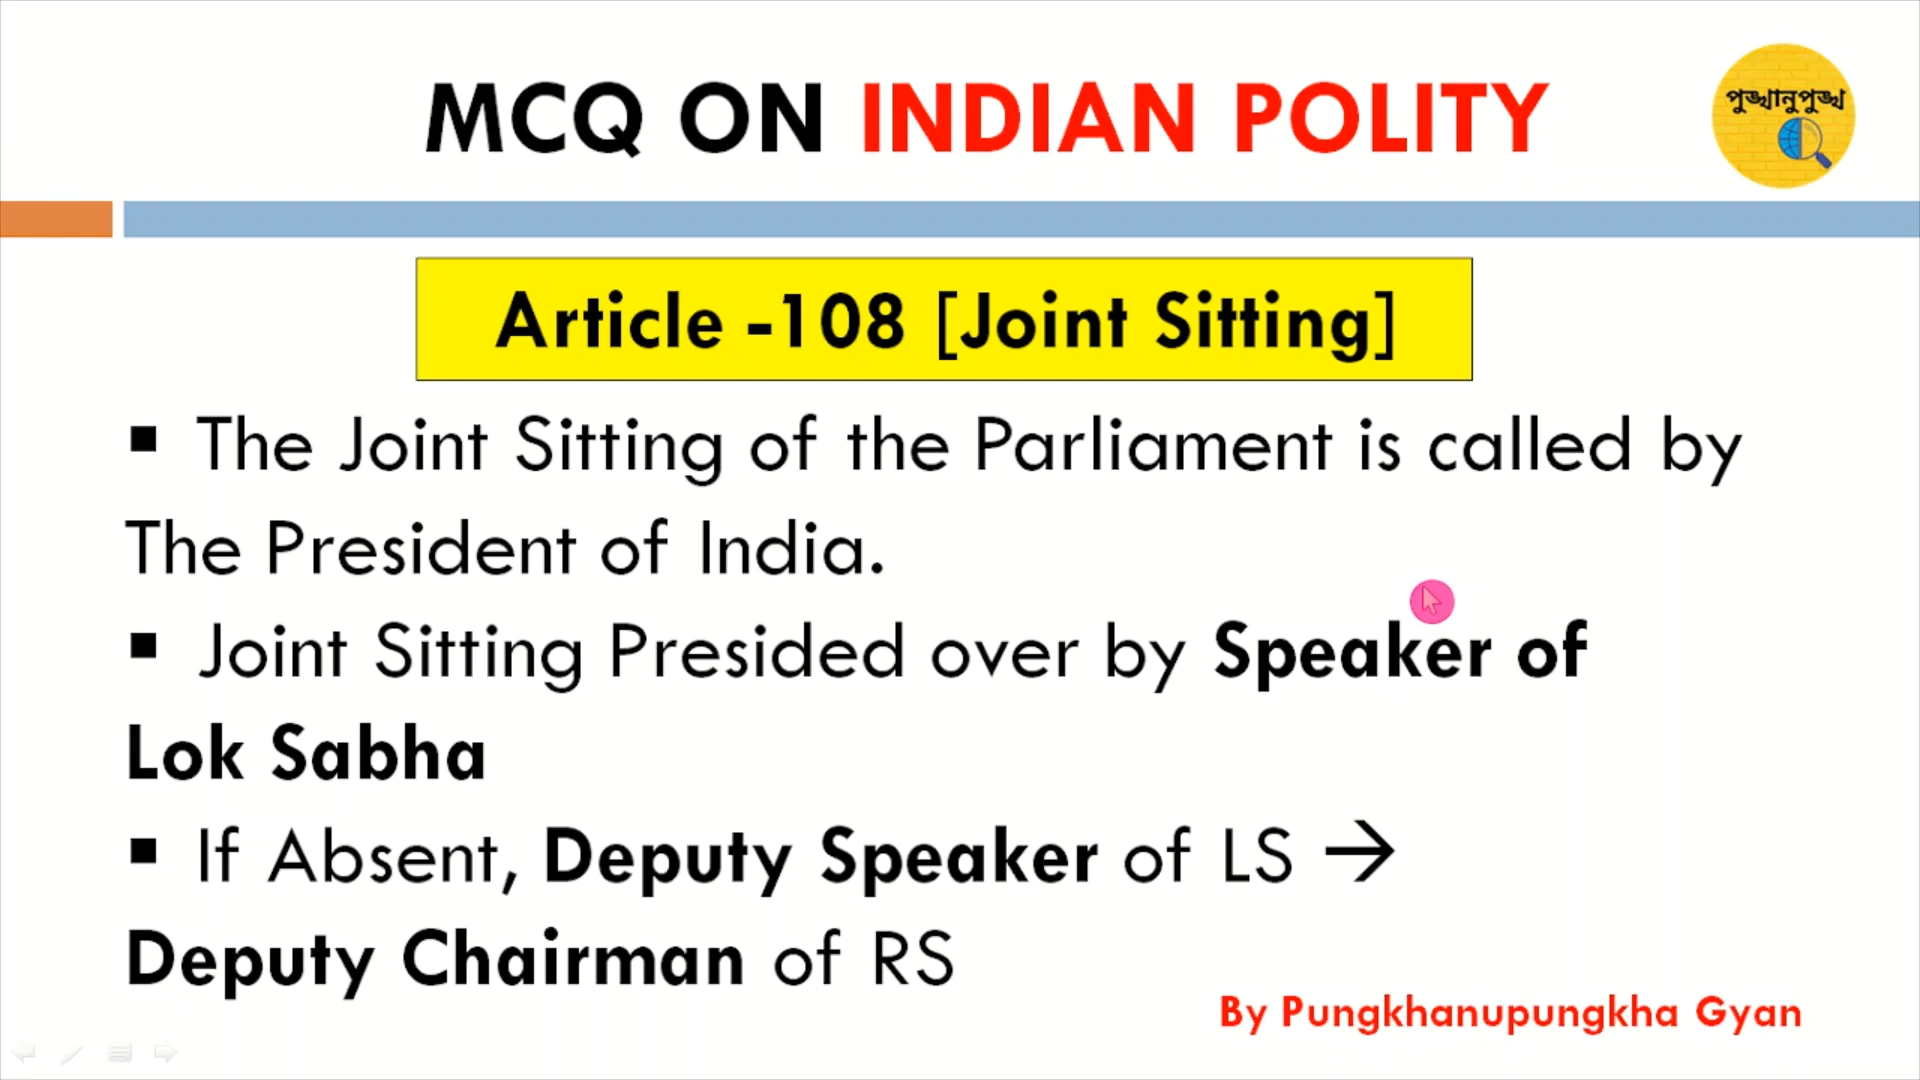 MCQ ON INDIAN POLITY
পুঙ্খানুপুঙ্খ
Article -108 [Joint Sitting]
▪ The Joint Sitting of the Parliament is called by
The President of India.
▪ Joint Sitting Presided over by Speaker of
Lok Sabha
▪ If Absent, Deputy Speaker of LS →
Deputy Chairman of RS
By Pungkhanupungkha Gyan